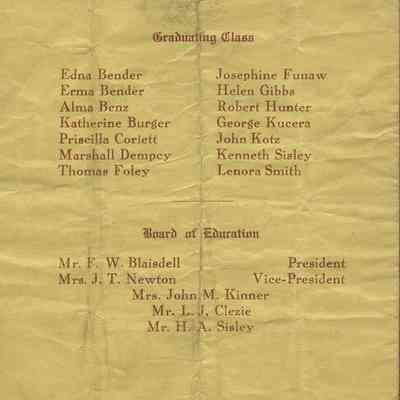 Graduating Class
Edna Bender Josephine Funaw
Erma Bender Helen Gibbs
Alma Benz Robert Hunter
Katherine Burger George Kucera
Priscilla Corlett John Kotz
Marshall Dempcy Kenneth Sisley
Thomas Foley Lenora Smith
Board of Education
Mr. F. W. Blaisdell President
Mrs. J. T. Newton Vice-President
Mrs. John M. Kinner
Mr. L. J. Clezie
Mr. H. A. Sisley